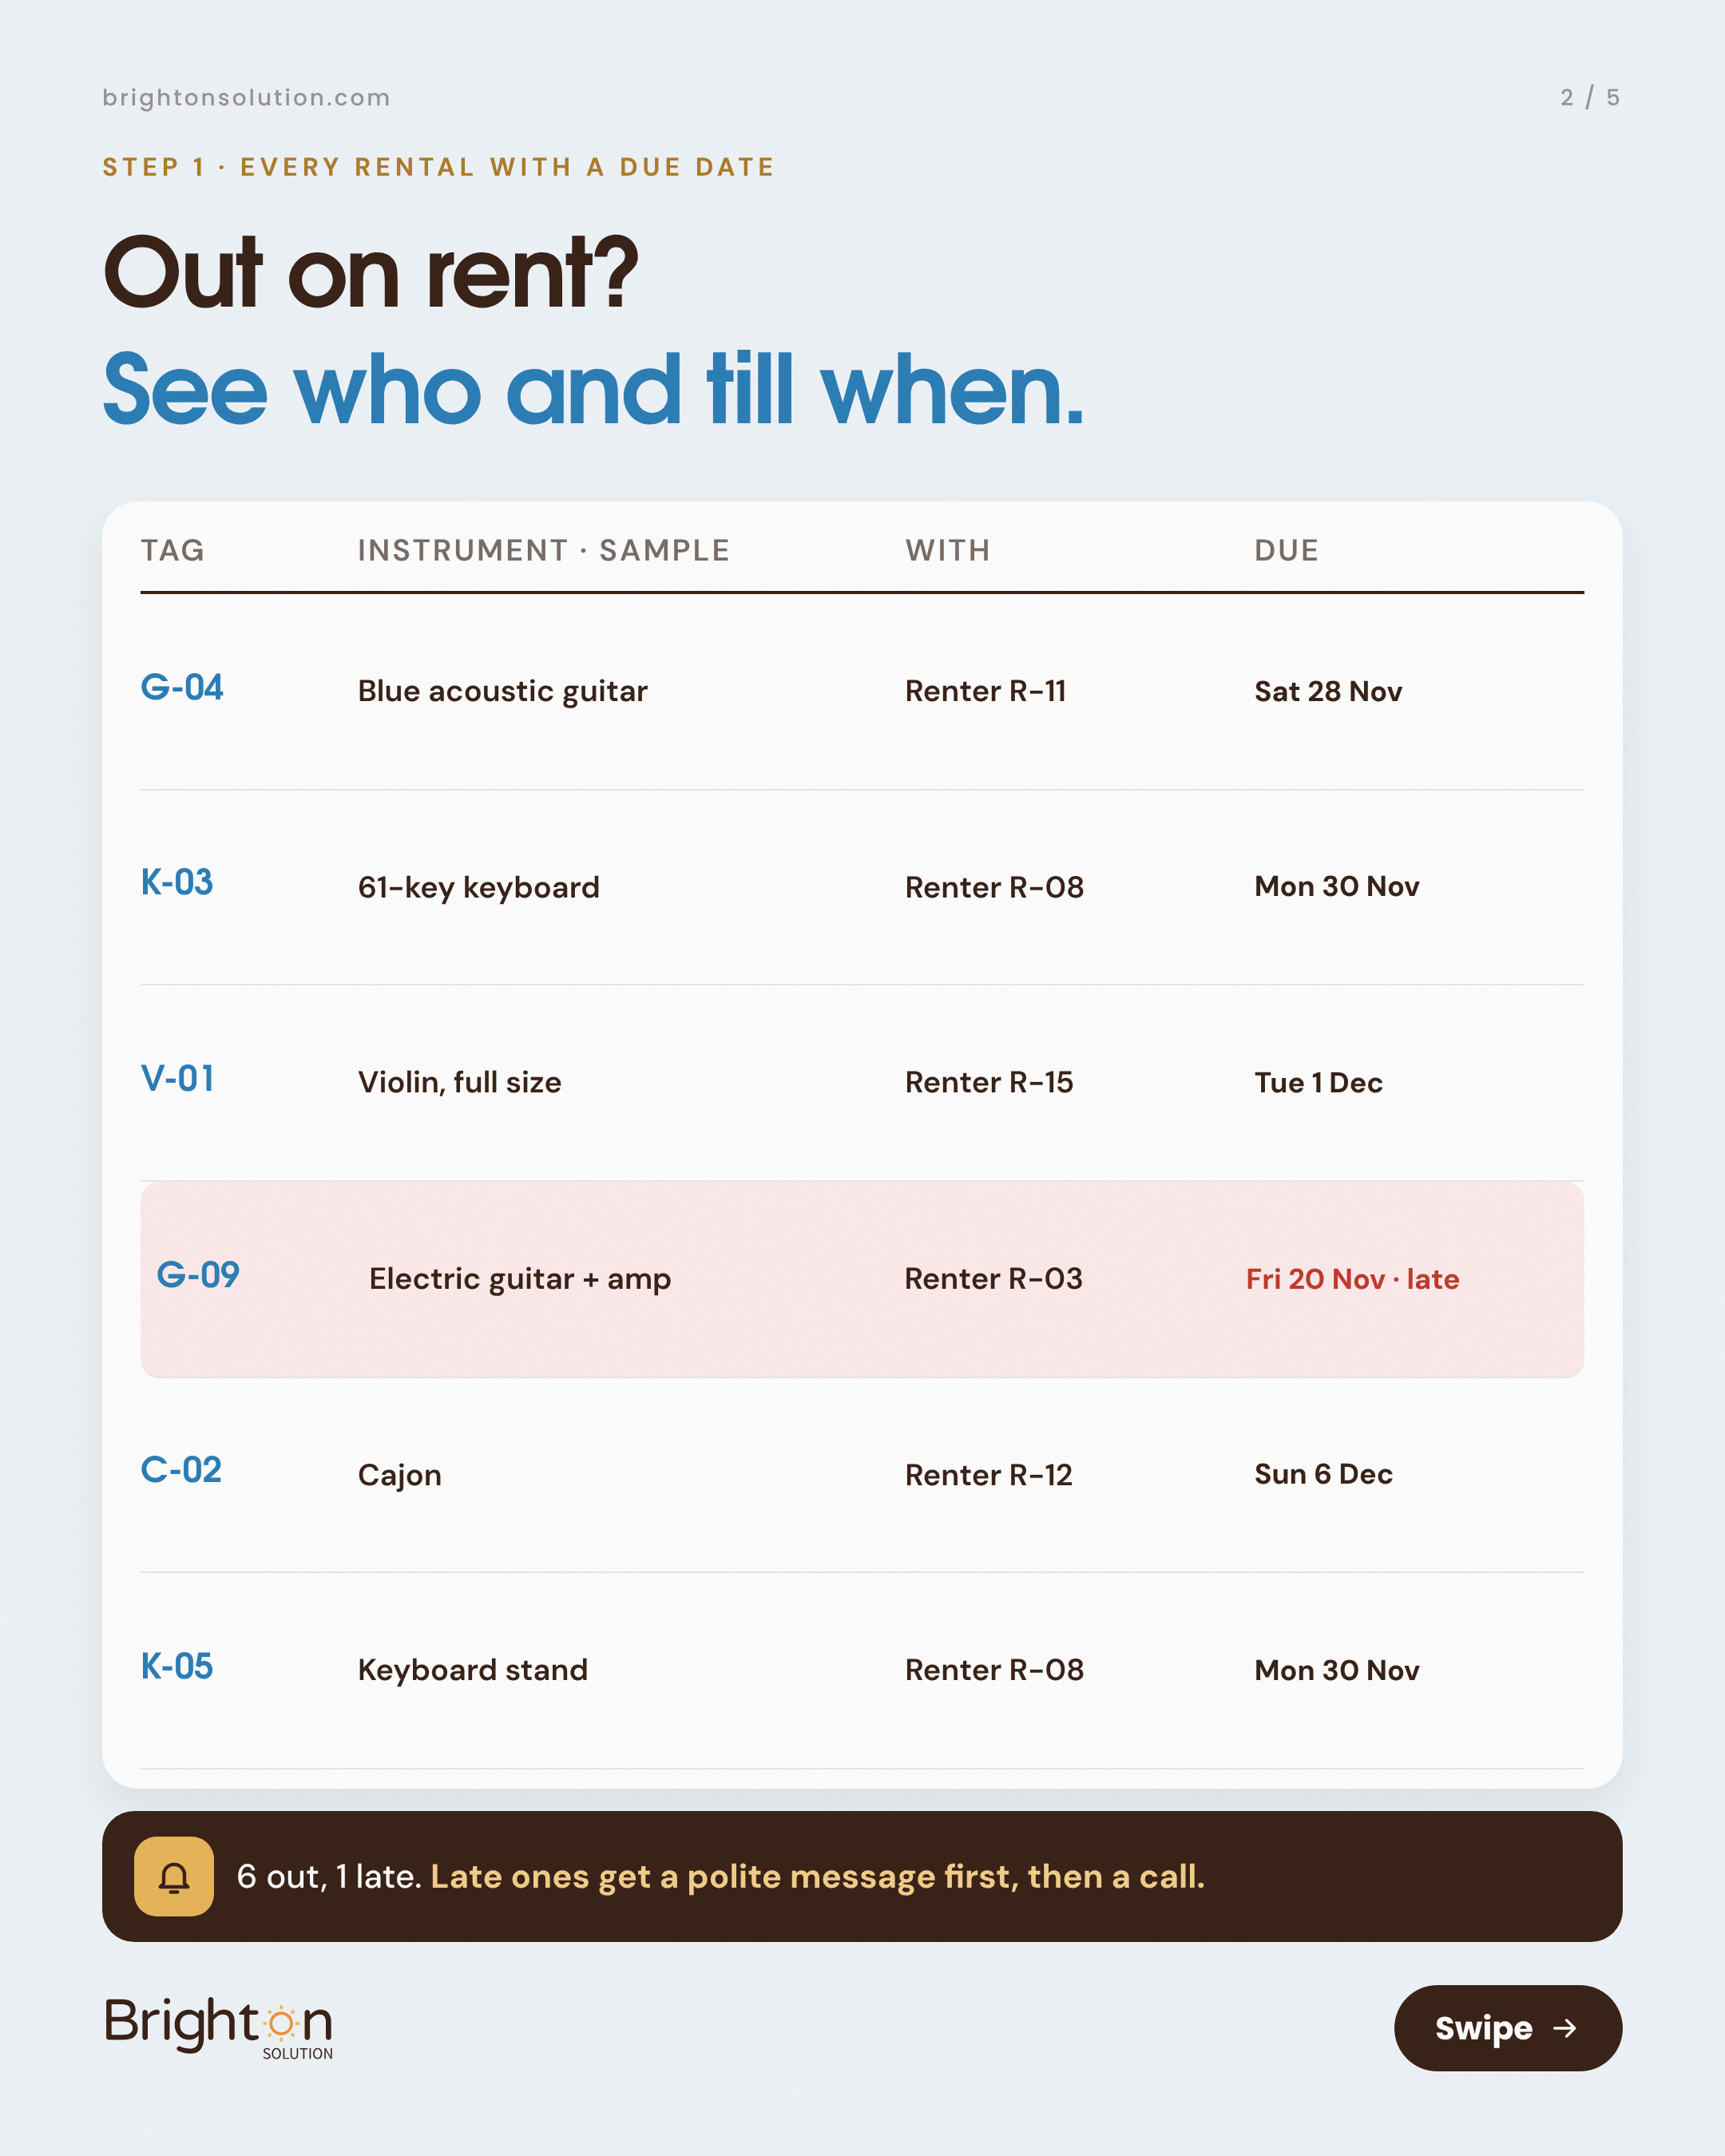 brightonsolution.com 2 / 5
STEP 1 · EVERY RENTAL WITH A DUE DATE
Out on rent?
See who and till when.
TAG INSTRUMENT · SAMPLE WITH DUE
G-04 Blue acoustic guitar Renter R-11 Sat 28 Nov
K-03 61-key keyboard Renter R-08 Mon 30 Nov
V-01 Violin, full size Renter R-15 Tue 1 Dec
G-09 Electric guitar + amp Renter R-03 Fri 20 Nov · late
C-02 Cajon Renter R-12 Sun 6 Dec
K-05 Keyboard stand Renter R-08 Mon 30 Nov
6 out, 1 late. Late ones get a polite message first, then a call.
Brighton
SOLUTION
Swipe →